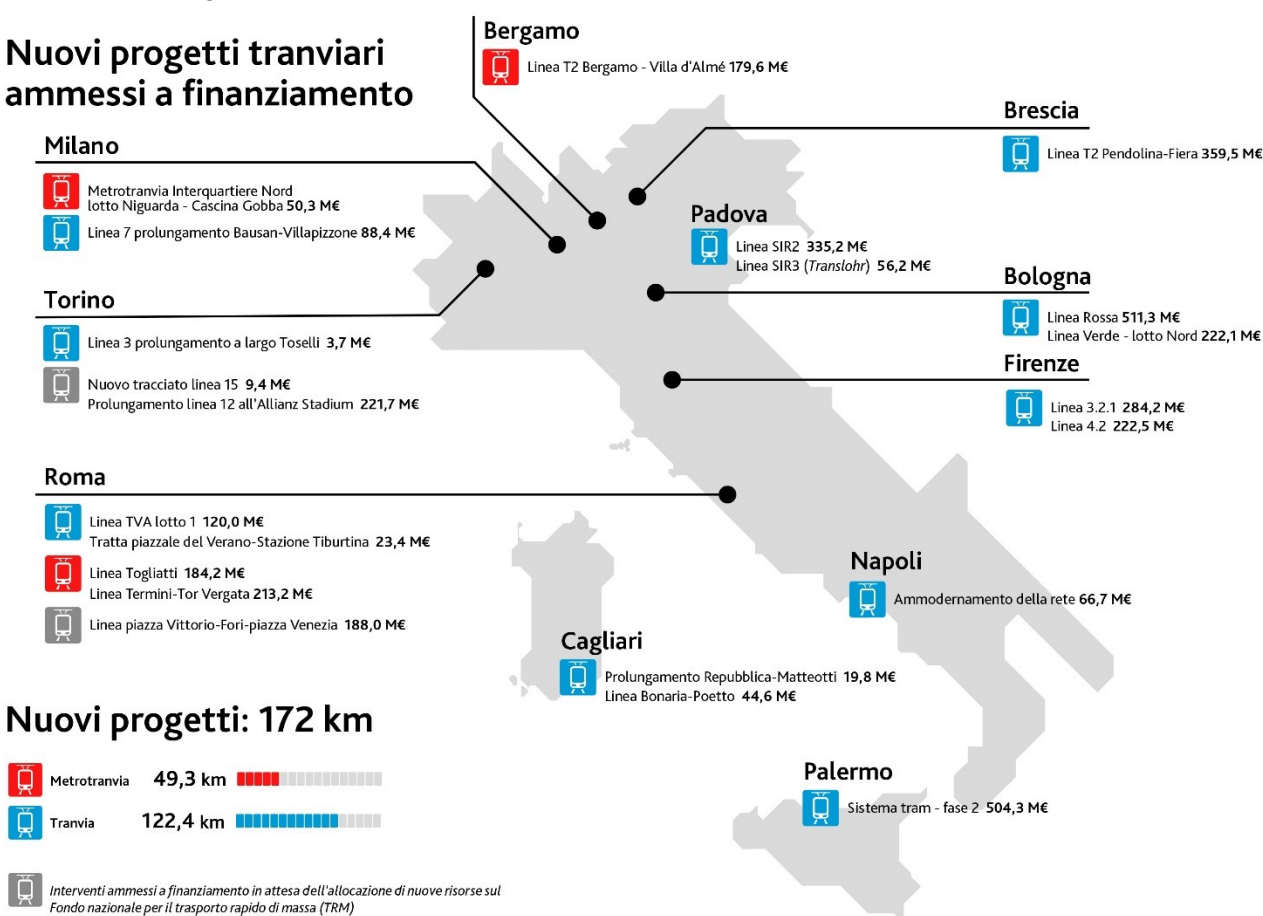 Nuovi progetti tranviari
ammessi a finanziamento
Bergamo
Linea T2 Bergamo - Villa d'Almé 179,6 M€
Brescia
Linea T2 Pendolina-Fiera 359,5 M€
Milano
Metrotranvia Interquartiere Nord
lotto Niguarda - Cascina Gobba 50,3 M€
Linea 7 prolungamento Bausan-Villapizzone 88,4 M€
Padova
Linea SIR2 335,2 M€
Linea SIR3 (Translohr) 56,2 M€
Torino
Linea 3 prolungamento a largo Toselli 3,7 M€
Nuovo tracciato linea 15 9,4 M€
Prolungamento linea 12 all'Allianz Stadium 221,7 M€
Bologna
Linea Rossa 511,3 M€
Linea Verde - lotto Nord 222,1 M€
Firenze
Linea 3.2.1 284,2 M€
Linea 4.2 222,5 M€
Roma
Linea TVA lotto 1 120,0 M€
Tratta piazzale del Verano-Stazione Tiburtina 23,4 M€
Linea Togliatti 184,2 M€
Linea Termini-Tor Vergata 213,2 M€
Linea piazza Vittorio-Fori-piazza Venezia 188,0 M€
Napoli
Ammodernamento della rete 66,7 M€
Cagliari
Prolungamento Repubblica-Matteotti 19,8 M€
Linea Bonaria-Poetto 44,6 M€
Palermo
Sistema tram - fase 2 504,3 M€
Nuovi progetti: 172 km
Metrotranvia 49,3 km
Tranvia 122,4 km
Interventi ammessi a finanziamento in attesa dell'allocazione di nuove risorse sul
Fondo nazionale per il trasporto rapido di massa (TRM)